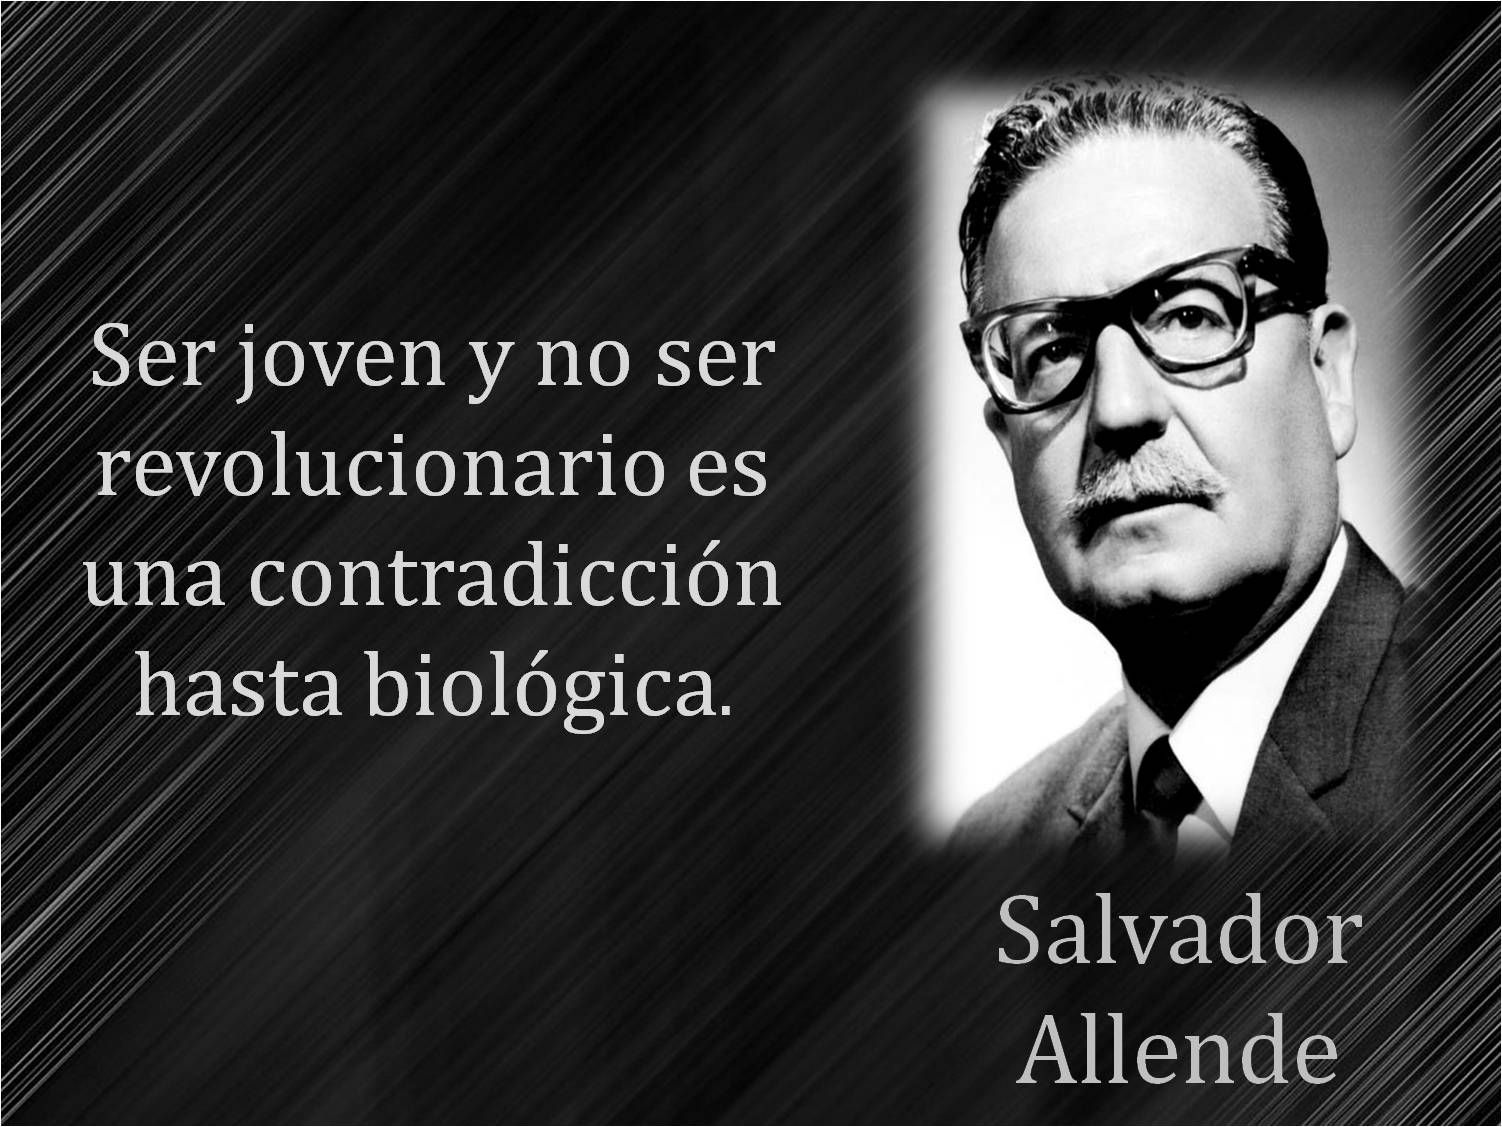 Ser joven y no ser
revolucionario es
una contradicción
hasta biológica.
Salvador
Allende